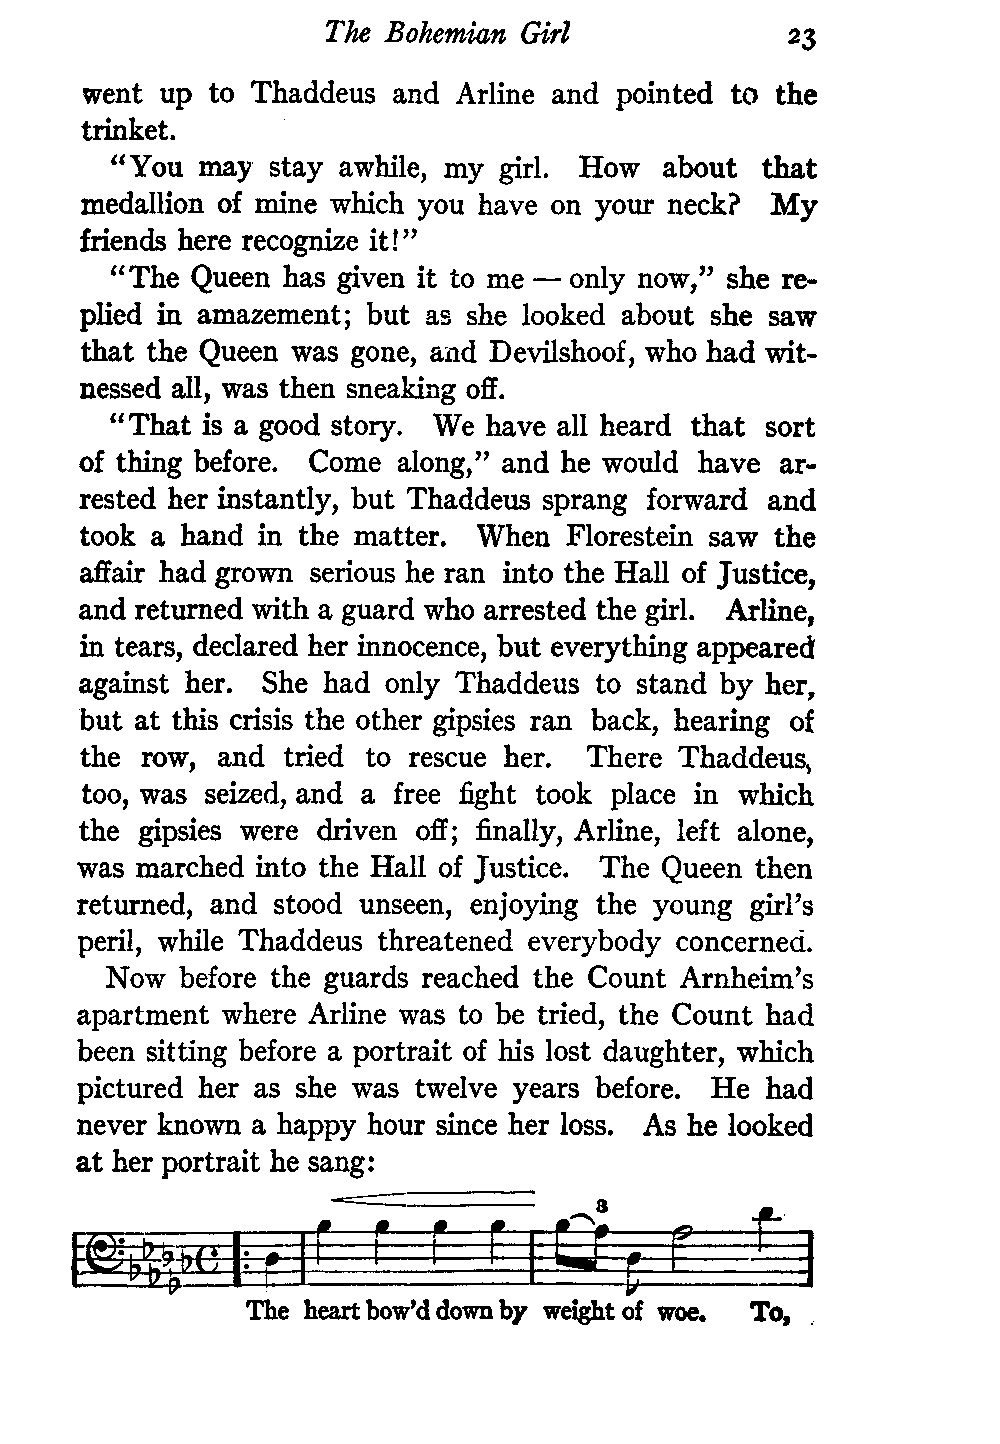 The Bohemian Girl 23
went up to Thaddeus and Arline and pointed to the
trinket.
"You may stay awhile, my girl. How about that
medallion of mine which you have on your neck? My
friends here recognize it!"
"The Queen has given it to me — only now," she re-
plied in amazement; but as she looked about she saw
that the Queen was gone, and Devilshoof, who had wit-
nessed all, was then sneaking off.
"That is a good story. We have all heard that sort
of thing before. Come along," and he would have ar-
rested her instantly, but Thaddeus sprang forward and
took a hand in the matter. When Florestein saw the
affair had grown serious he ran into the Hall of Justice,
and returned with a guard who arrested the girl. Arline,
in tears, declared her innocence, but everything appeared
against her. She had only Thaddeus to stand by her,
but at this crisis the other gipsies ran back, hearing of
the row, and tried to rescue her. There Thaddeus,
too, was seized, and a free fight took place in which
the gipsies were driven off; finally, Arline, left alone,
was marched into the Hall of Justice. The Queen then
returned, and stood unseen, enjoying the young girl's
peril, while Thaddeus threatened everybody concerned.
Now before the guards reached the Count Arnheim's
apartment where Arline was to be tried, the Count had
been sitting before a portrait of his lost daughter, which
pictured her as she was twelve years before. He had
never known a happy hour since her loss. As he looked
at her portrait he sang:
3
The heart bow'd down by weight of woe. To,